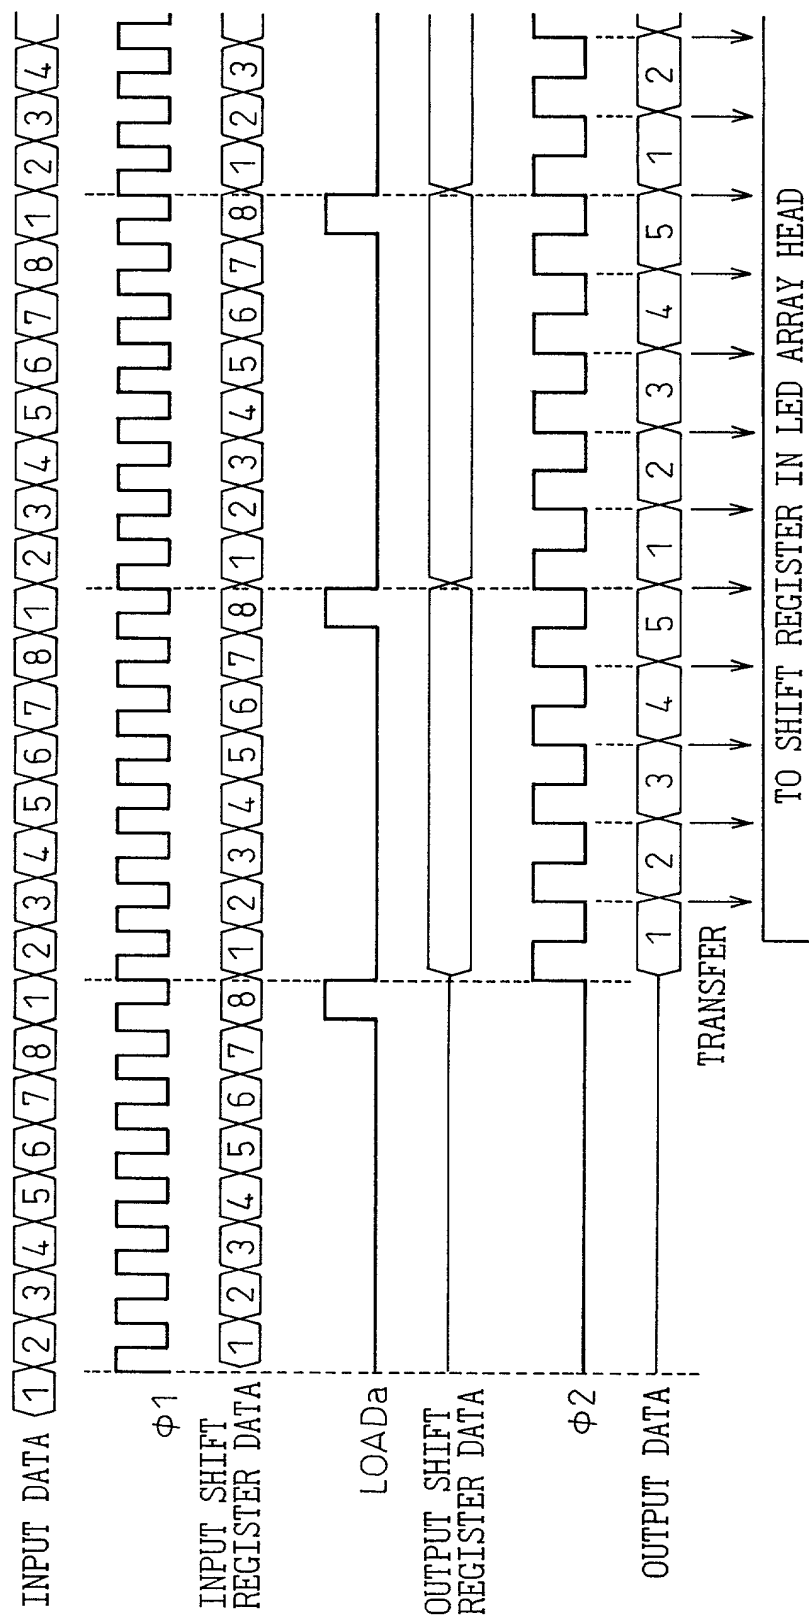 INPUT DATA 1 2 3 4 5 6 7 8 1 2 3 4 5 6 7 8 1 2 3 4 5 6 7 8 1 2 3 4
φ1
INPUT SHIFT
REGISTER DATA 1 2 3 4 5 6 7 8 1 2 3 4 5 6 7 8 1 2 3 4 5 6 7 8 1 2 3
LOADa
OUTPUT SHIFT
REGISTER DATA
φ2
OUTPUT DATA 1 2 3 4 5 1 2 3 4 5 1 2
TRANSFER
TO SHIFT REGISTER IN LED ARRAY HEAD